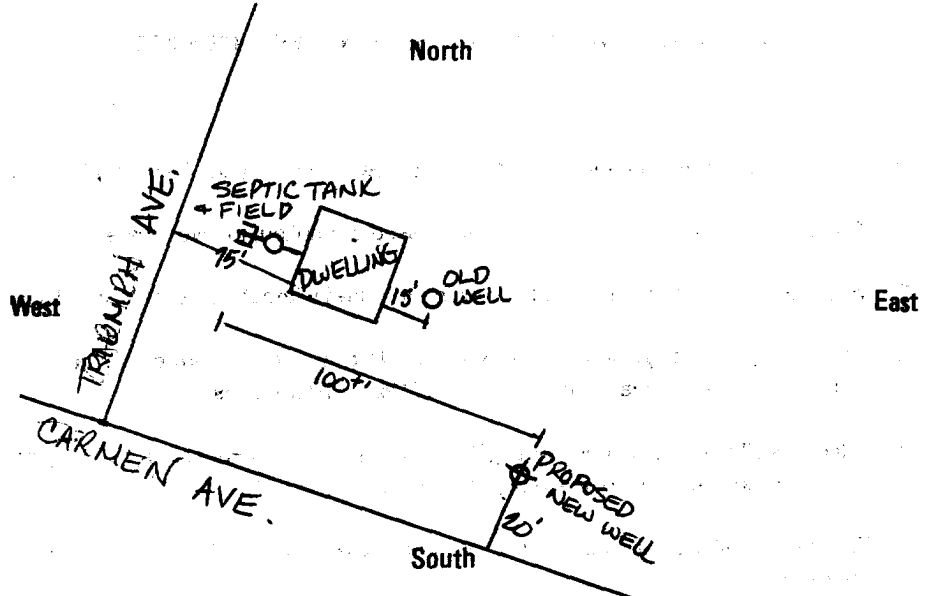 North
SEPTIC TANK
& FIELD
AVE.
75'
DWELLING
15'
OLD
WELL
West
East
100+'
CARMEN AVE.
PROPOSED
NEW WELL
20'
South